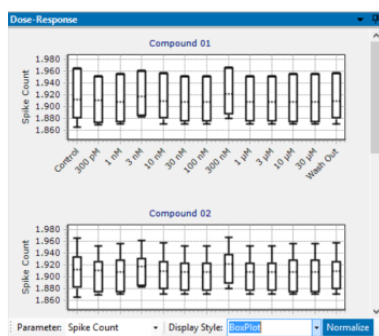 Dose-Response
Compound 01
Spike Count
1.980
1.960
1.940
1.920
1.900
1.880
1.860
Control
300 pM
1 nM
3 nM
10 nM
30 nM
100 nM
300 nM
1 µM
3 µM
10 µM
30 µM
Wash Out
Compound 02
Spike Count
1.980
1.960
1.940
1.920
1.900
1.880
1.860
Parameter: Spike Count Display Style: BoxPlot Normalize